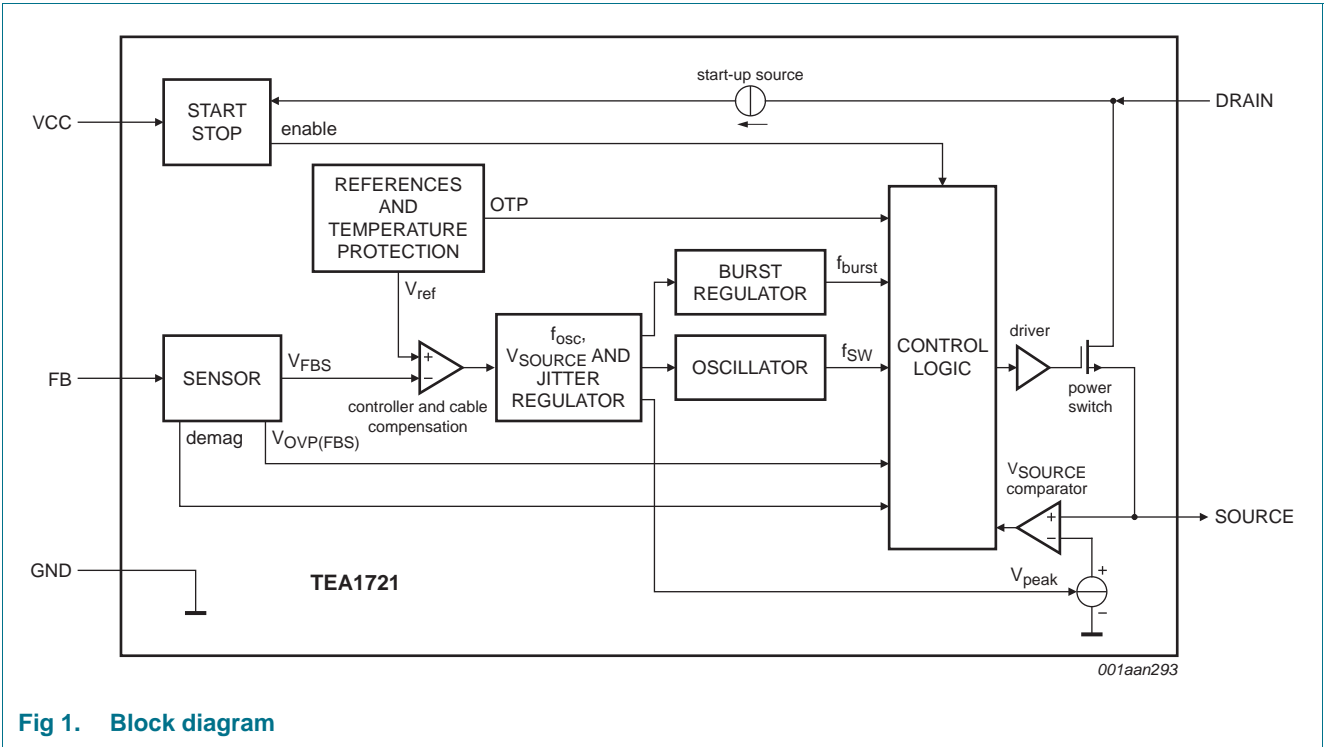 start-up source
DRAIN
VCC
START
STOP
enable
REFERENCES
AND
TEMPERATURE
PROTECTION
OTP
Vref
BURST
REGULATOR
fburst
fosc,
VSOURCE AND
JITTER
REGULATOR
OSCILLATOR
fSW
CONTROL
LOGIC
driver
power
switch
FB
SENSOR
VFBS
+
−
controller and cable
compensation
demag
VOVP(FBS)
VSOURCE
comparator
+
−
SOURCE
GND
TEA1721
Vpeak
+
−
001aan293
Fig 1. Block diagram